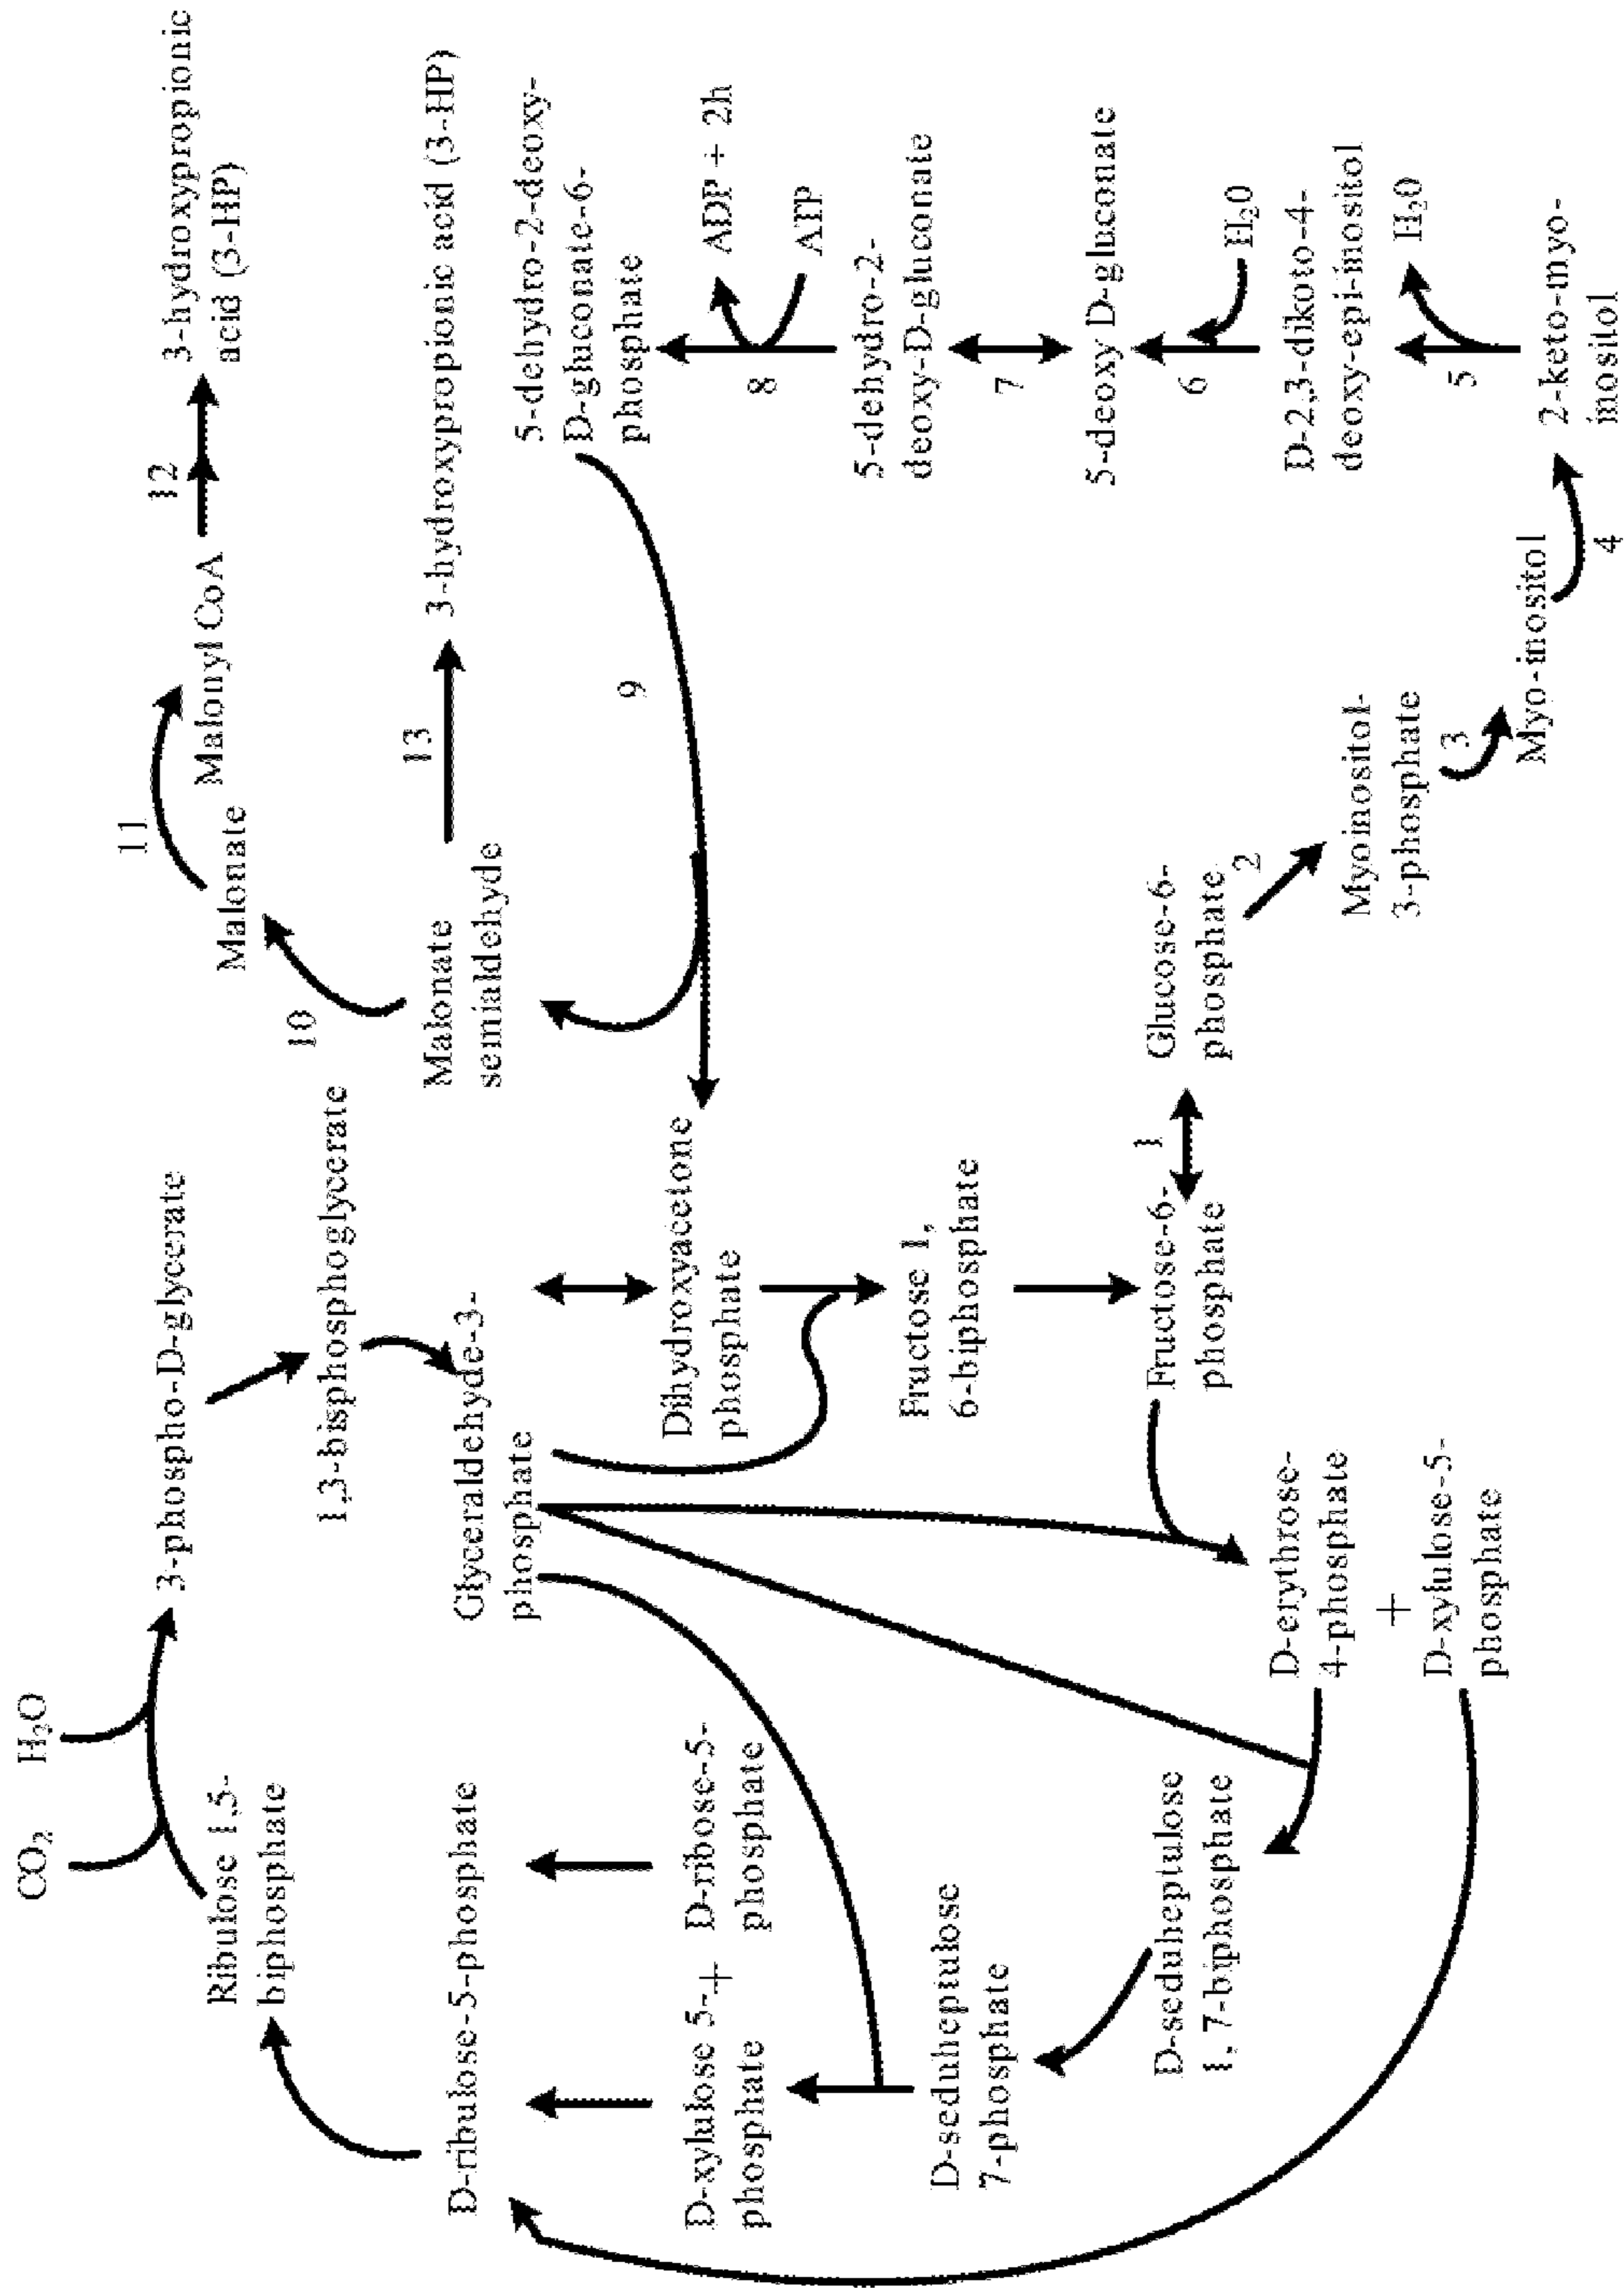 CO₂
H₂O
Ribulose 1,5-
biphosphate
3-phospho-D-glycerate
1,3-bisphosphoglycerate
Glyceraldehyde-3-
phosphate
D-ribulose-5-phosphate
D-xylulose 5-
phosphate
+
D-ribose-5-
phosphate
D-seduheptulose
7-phosphate
D-seduheptulose
1, 7-biphosphate
D-erythrose-
4-phosphate
+
D-xylulose-5-
phosphate
Dihydroxyacetone
phosphate
Fructose 1,
6-biphosphate
Fructose-6-
phosphate
1
Glucose-6-
phosphate
2
Myoinositol-
3-phosphate
3
Myo-inositol
4
2-keto-myo-
inositol
5
H₂O
D-2,3-dikoto-4-
deoxy-epi-inositol
6
H₂0
5-deoxy D-gluconate
7
5-dehydro-2-
deoxy-D-gluconate
8
ATP
ADP + 2h
5-dehydro-2-deoxy-
D-gluconate-6-
phosphate
9
Malonate
semialdehyde
10
Malonate
11
Malonyl CoA
12
3-hydroxypropionic
acid (3-HP)
13
3-hydroxypropionic acid (3-HP)